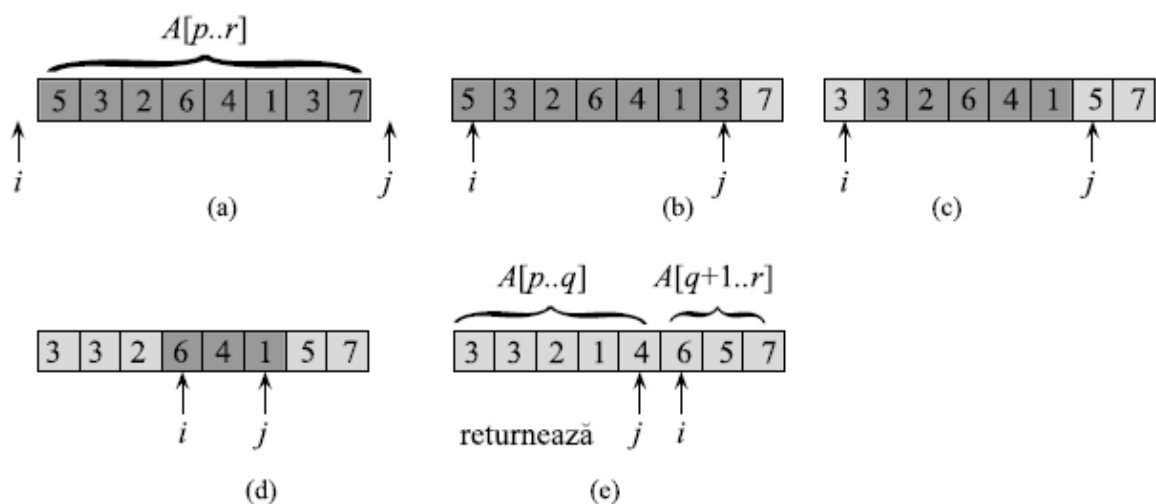 A[p..r]
5 3 2 6 4 1 3 7
i j
(a)
5 3 2 6 4 1 3 7
i j
(b)
3 3 2 6 4 1 5 7
i j
(c)
3 3 2 6 4 1 5 7
i j
(d)
A[p..q] A[q+1..r]
3 3 2 1 4 6 5 7
returnează j i
(e)